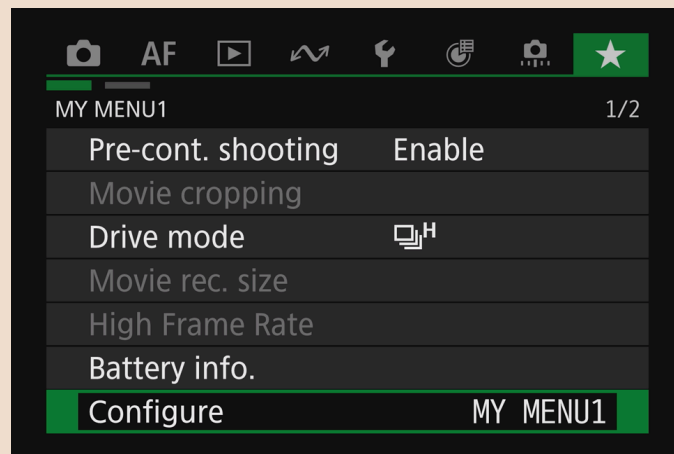 AF
MY MENU1 1/2
Pre-cont. shooting Enable
Movie cropping
Drive mode H
Movie rec. size
High Frame Rate
Battery info.
Configure MY MENU1